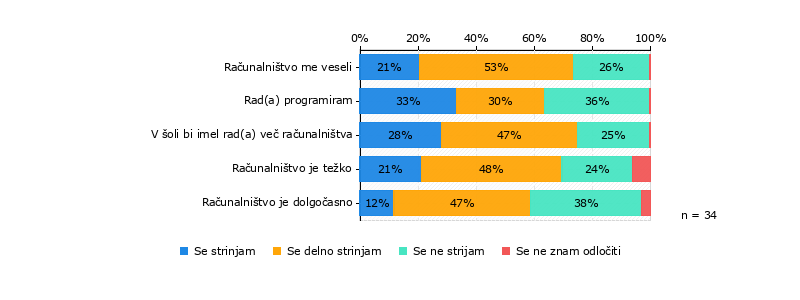 0% 20% 40% 60% 80% 100%
Računalništvo me veseli 21% 53% 26%
Rad(a) programiram 33% 30% 36%
V šoli bi imel rad(a) več računalništva 28% 47% 25%
Računalništvo je težko 21% 48% 24%
Računalništvo je dolgočasno 12% 47% 38%
n = 34
Se strinjam Se delno strinjam Se ne strijam Se ne znam odločiti